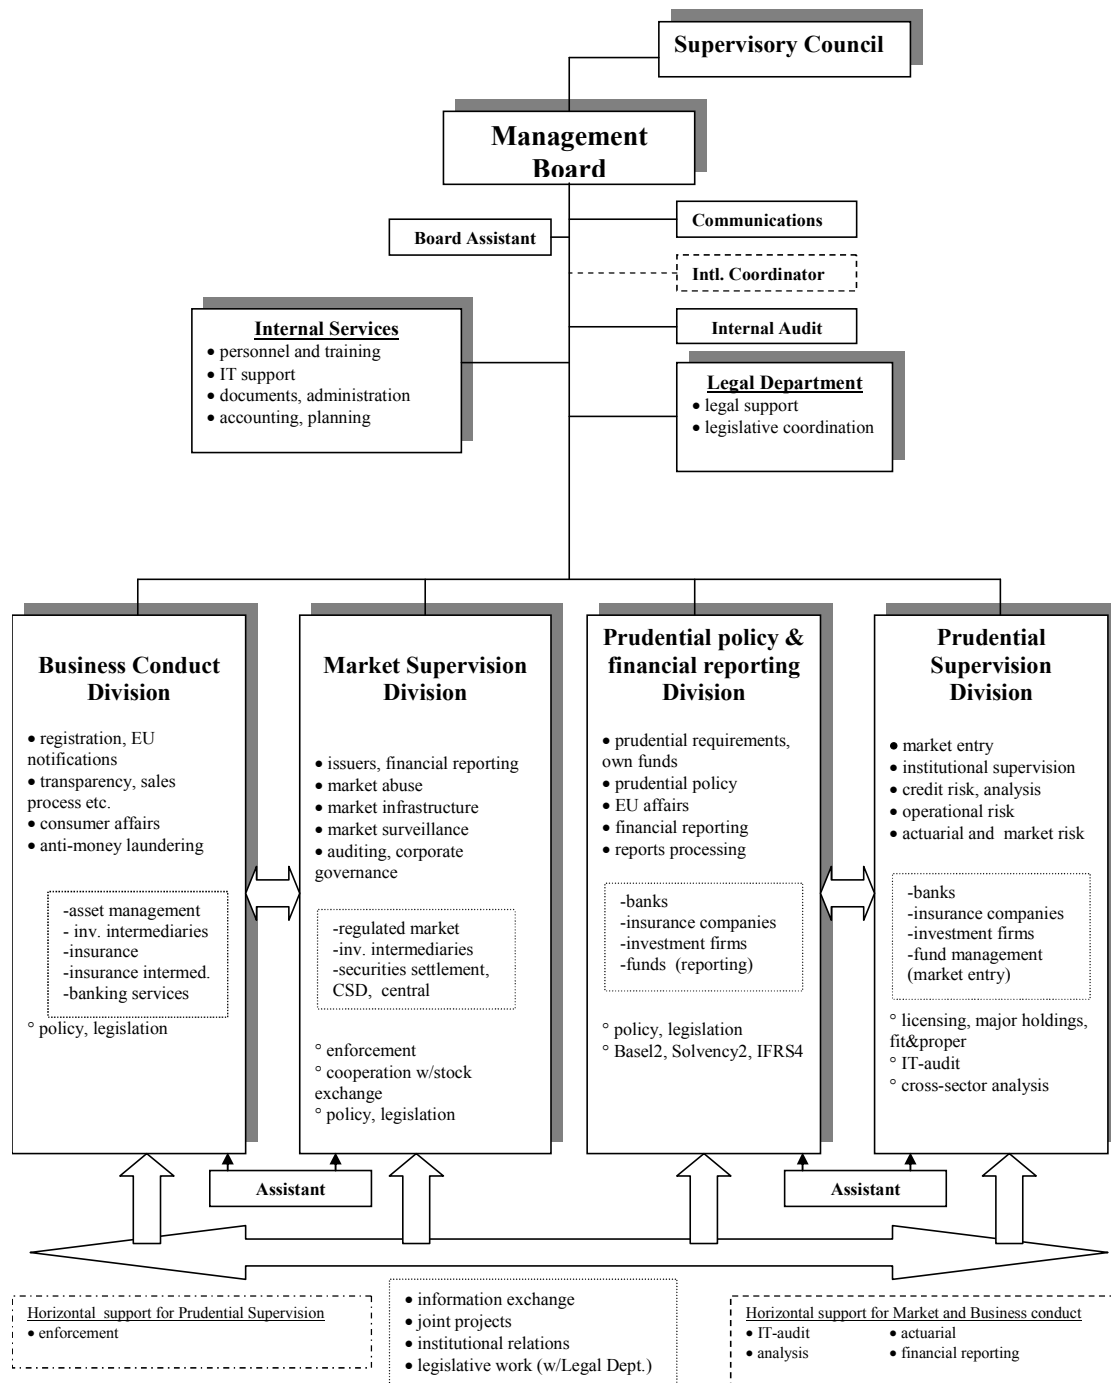 Supervisory Council
Management
Board
Board Assistant
Communications
Intl. Coordinator
Internal Audit
Internal Services
• personnel and training
• IT support
• documents, administration
• accounting, planning
Legal Department
• legal support
• legislative coordination
Business Conduct
Division
• registration, EU
notifications
• transparency, sales
process etc.
• consumer affairs
• anti-money laundering
-asset management
- inv. intermediaries
-insurance
-insurance intermed.
-banking services
° policy, legislation
Market Supervision
Division
• issuers, financial reporting
• market abuse
• market infrastructure
• market surveillance
• auditing, corporate
governance
-regulated market
-inv. intermediaries
-securities settlement,
CSD, central
° enforcement
° cooperation w/stock
exchange
° policy, legislation
Prudential policy &
financial reporting
Division
• prudential requirements,
own funds
• prudential policy
• EU affairs
• financial reporting
• reports processing
-banks
-insurance companies
-investment firms
-funds (reporting)
° policy, legislation
° Basel2, Solvency2, IFRS4
Prudential
Supervision
Division
• market entry
• institutional supervision
• credit risk, analysis
• operational risk
• actuarial and market risk
-banks
-insurance companies
-investment firms
-fund management
(market entry)
° licensing, major holdings,
fit&proper
° IT-audit
° cross-sector analysis
Assistant
Assistant
Horizontal support for Prudential Supervision
• enforcement
• information exchange
• joint projects
• institutional relations
• legislative work (w/Legal Dept.)
Horizontal support for Market and Business conduct
• IT-audit • actuarial
• analysis • financial reporting